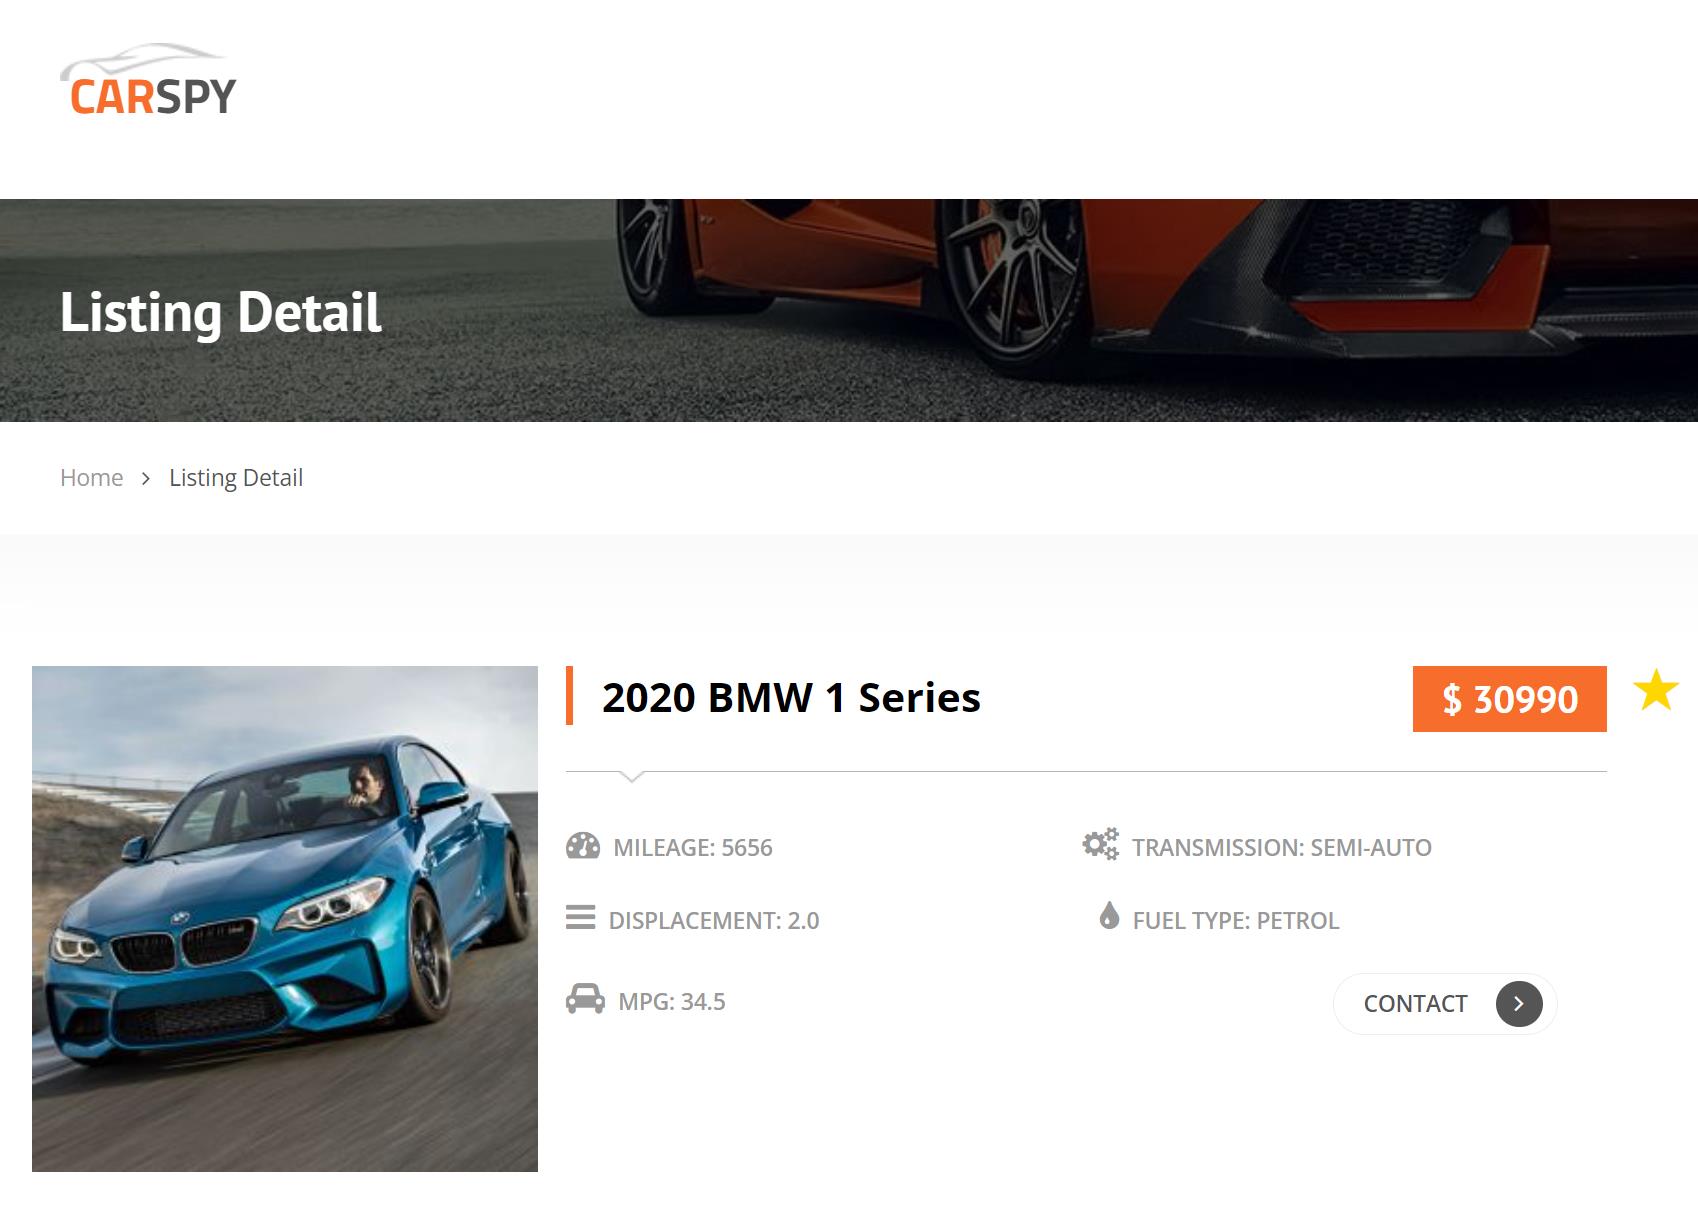 CARSPY
Listing Detail
Home > Listing Detail
2020 BMW 1 Series
$ 30990
MILEAGE: 5656
TRANSMISSION: SEMI-AUTO
DISPLACEMENT: 2.0
FUEL TYPE: PETROL
MPG: 34.5
CONTACT